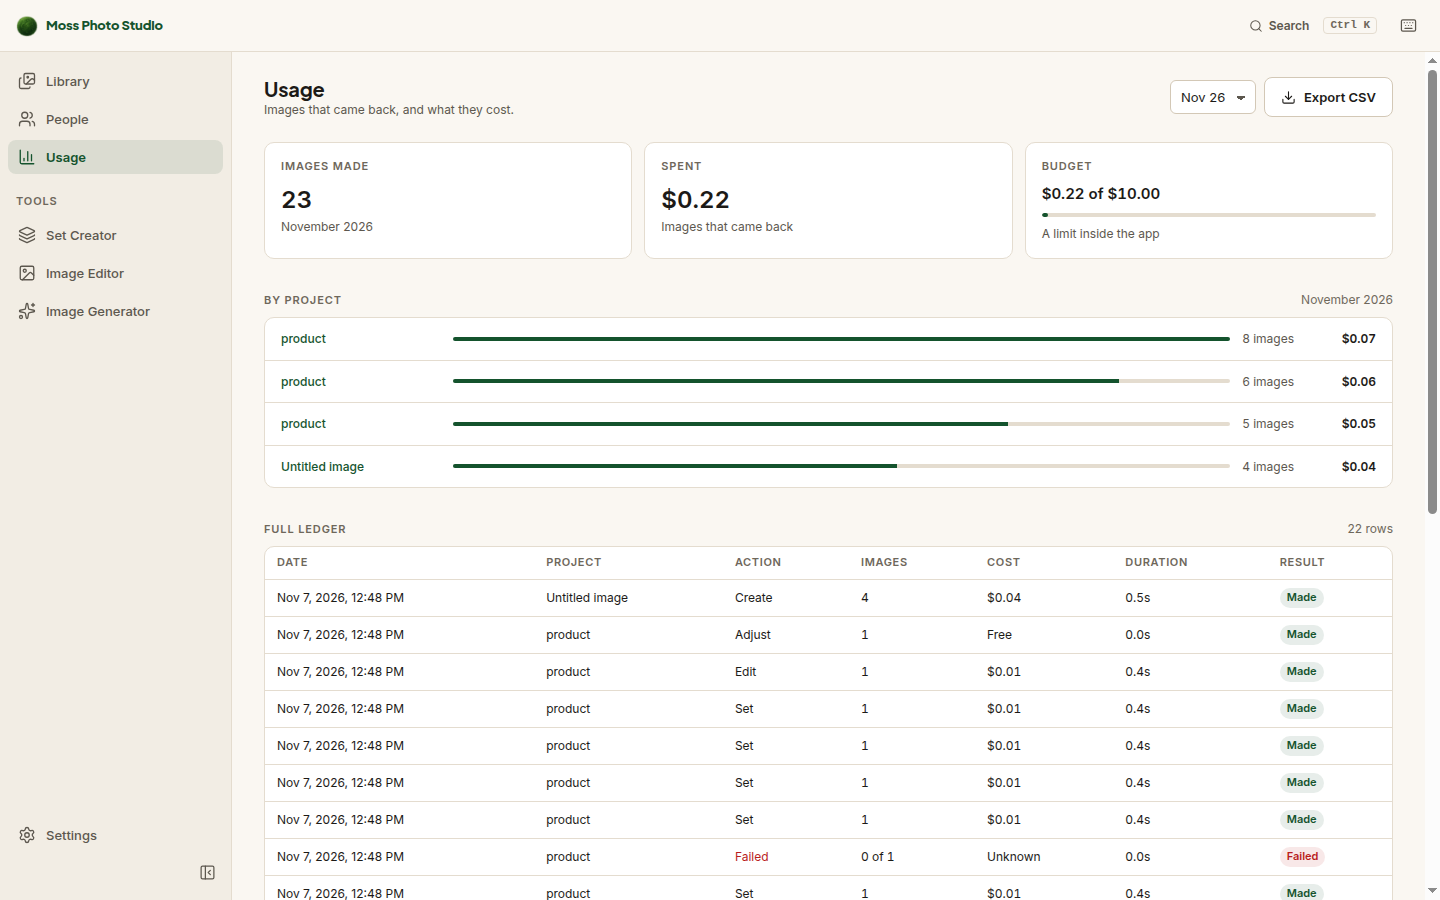 Moss Photo Studio
Search Ctrl K
Library
People
Usage
TOOLS
Set Creator
Image Editor
Image Generator
Settings
Usage
Images that came back, and what they cost.
Nov 26
Export CSV
IMAGES MADE
23
November 2026
SPENT
$0.22
Images that came back
BUDGET
$0.22 of $10.00
A limit inside the app
BY PROJECT November 2026
product 8 images $0.07
product 6 images $0.06
product 5 images $0.05
Untitled image 4 images $0.04
FULL LEDGER 22 rows
DATE PROJECT ACTION IMAGES COST DURATION RESULT
Nov 7, 2026, 12:48 PM Untitled image Create 4 $0.04 0.5s Made
Nov 7, 2026, 12:48 PM product Adjust 1 Free 0.0s Made
Nov 7, 2026, 12:48 PM product Edit 1 $0.01 0.4s Made
Nov 7, 2026, 12:48 PM product Set 1 $0.01 0.4s Made
Nov 7, 2026, 12:48 PM product Set 1 $0.01 0.4s Made
Nov 7, 2026, 12:48 PM product Set 1 $0.01 0.4s Made
Nov 7, 2026, 12:48 PM product Set 1 $0.01 0.4s Made
Nov 7, 2026, 12:48 PM product Failed 0 of 1 Unknown 0.0s Failed
Nov 7, 2026, 12:48 PM product Set 1 $0.01 0.4s Made